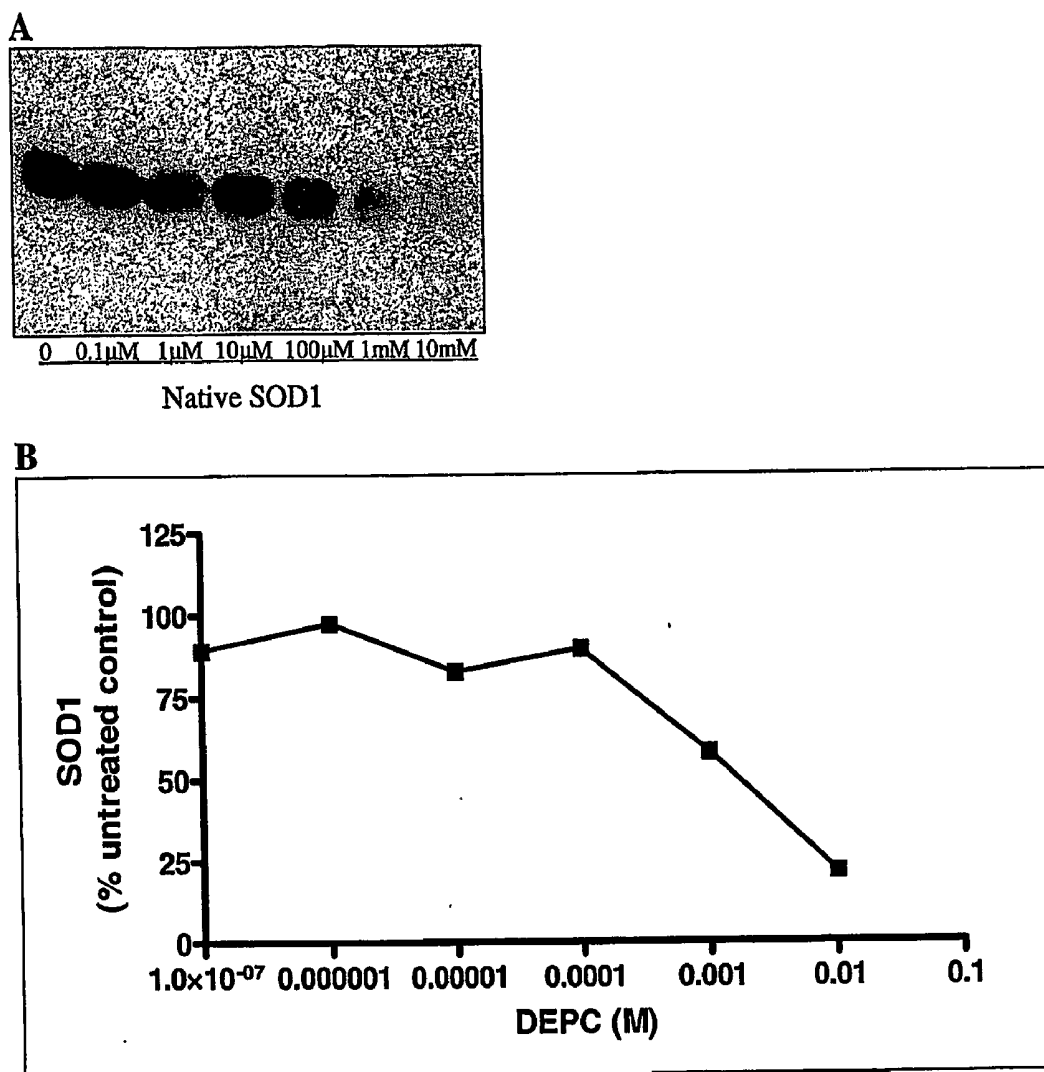 A
0 0.1µM 1µM 10µM 100µM 1mM 10mM
Native SOD1
B
125
100
75
50
25
0
SOD1
(% untreated control)
1.0×10⁻⁰⁷ 0.000001 0.00001 0.0001 0.001 0.01 0.1
DEPC (M)